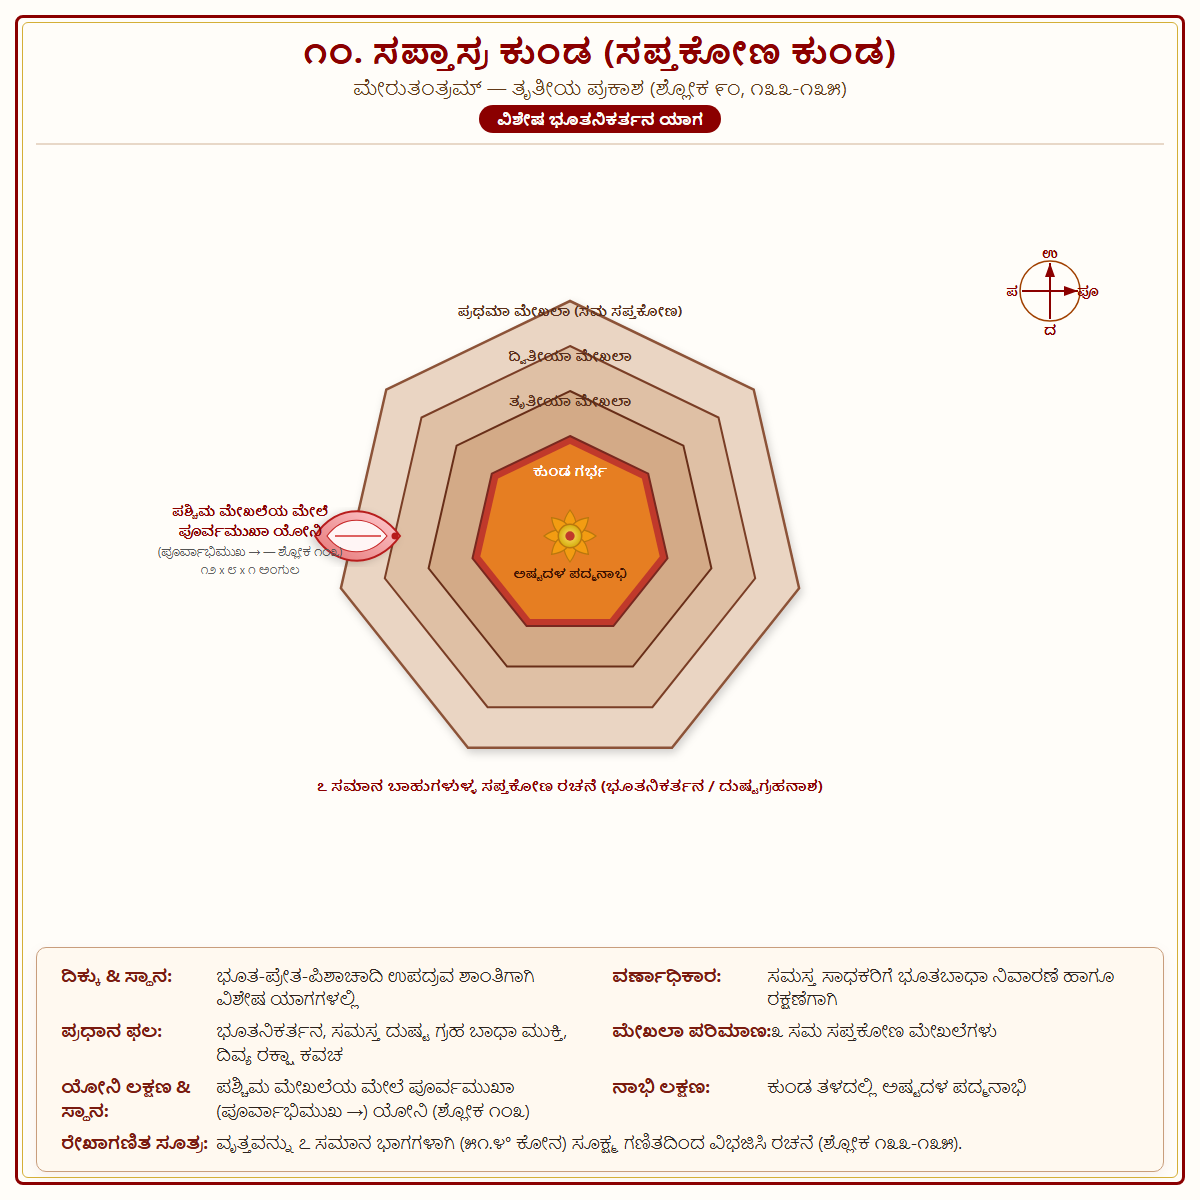 ೧೦. ಸಪ್ತಾಸ್ರ ಕುಂಡ (ಸಪ್ತಕೋಣ ಕುಂಡ)
ಮೇರುತಂತ್ರಮ್ — ತೃತೀಯ ಪ್ರಕಾಶ (ಶ್ಲೋಕ ೯೦, ೧೩೩-೧೩೫)
ವಿಶೇಷ ಭೂತನಿಕರ್ತನ ಯಾಗ
ಉ
ಪ
ಪೂ
ದ
ಪ್ರಥಮಾ ಮೇಖಲಾ (ಸಮ ಸಪ್ತಕೋಣ)
ದ್ವಿತೀಯಾ ಮೇಖಲಾ
ತೃತೀಯಾ ಮೇಖಲಾ
ಕುಂಡ ಗರ್ಭ
ಅಷ್ಟದಳ ಪದ್ಮನಾಭಿ
ಪಶ್ಚಿಮ ಮೇಖಲೆಯ ಮೇಲೆ
ಪೂರ್ವಮುಖಾ ಯೋನಿ
(ಪೂರ್ವಾಭಿಮುಖ → — ಶ್ಲೋಕ ೧೦೩)
೧೨ x ೮ x ೧ ಅಂಗುಲ
೭ ಸಮಾನ ಬಾಹುಗಳುಳ್ಳ ಸಪ್ತಕೋಣ ರಚನೆ (ಭೂತನಿಕರ್ತನ / ದುಷ್ಟಗ್ರಹನಾಶ)
ದಿಕ್ಕು & ಸ್ಥಾನ: ಭೂತ-ಪ್ರೇತ-ಪಿಶಾಚಾದಿ ಉಪದ್ರವ ಶಾಂತಿಗಾಗಿ
ವಿಶೇಷ ಯಾಗಗಳಲ್ಲಿ
ವರ್ಣಾಧಿಕಾರ: ಸಮಸ್ತ ಸಾಧಕರಿಗೆ ಭೂತಬಾಧಾ ನಿವಾರಣೆ ಹಾಗೂ
ರಕ್ಷಣೆಗಾಗಿ
ಪ್ರಧಾನ ಫಲ: ಭೂತನಿಕರ್ತನ, ಸಮಸ್ತ ದುಷ್ಟ ಗ್ರಹ ಬಾಧಾ ಮುಕ್ತಿ,
ದಿವ್ಯ ರಕ್ಷಾ ಕವಚ
ಮೇಖಲಾ ಪರಿಮಾಣ: ೩ ಸಮ ಸಪ್ತಕೋಣ ಮೇಖಲೆಗಳು
ಯೋನಿ ಲಕ್ಷಣ & ಪಶ್ಚಿಮ ಮೇಖಲೆಯ ಮೇಲೆ ಪೂರ್ವಮುಖಾ
ಸ್ಥಾನ: (ಪೂರ್ವಾಭಿಮುಖ →) ಯೋನಿ (ಶ್ಲೋಕ ೧೦೩)
ನಾಭಿ ಲಕ್ಷಣ: ಕುಂಡ ತಳದಲ್ಲಿ ಅಷ್ಟದಳ ಪದ್ಮನಾಭಿ
ರೇಖಾಗಣಿತ ಸೂತ್ರ: ವೃತ್ತವನ್ನು ೭ ಸಮಾನ ಭಾಗಗಳಾಗಿ (೫೧.೪° ಕೋನ) ಸೂಕ್ಷ್ಮ ಗಣಿತದಿಂದ ವಿಭಜಿಸಿ ರಚನೆ (ಶ್ಲೋಕ ೧೩೩-೧೩೫).